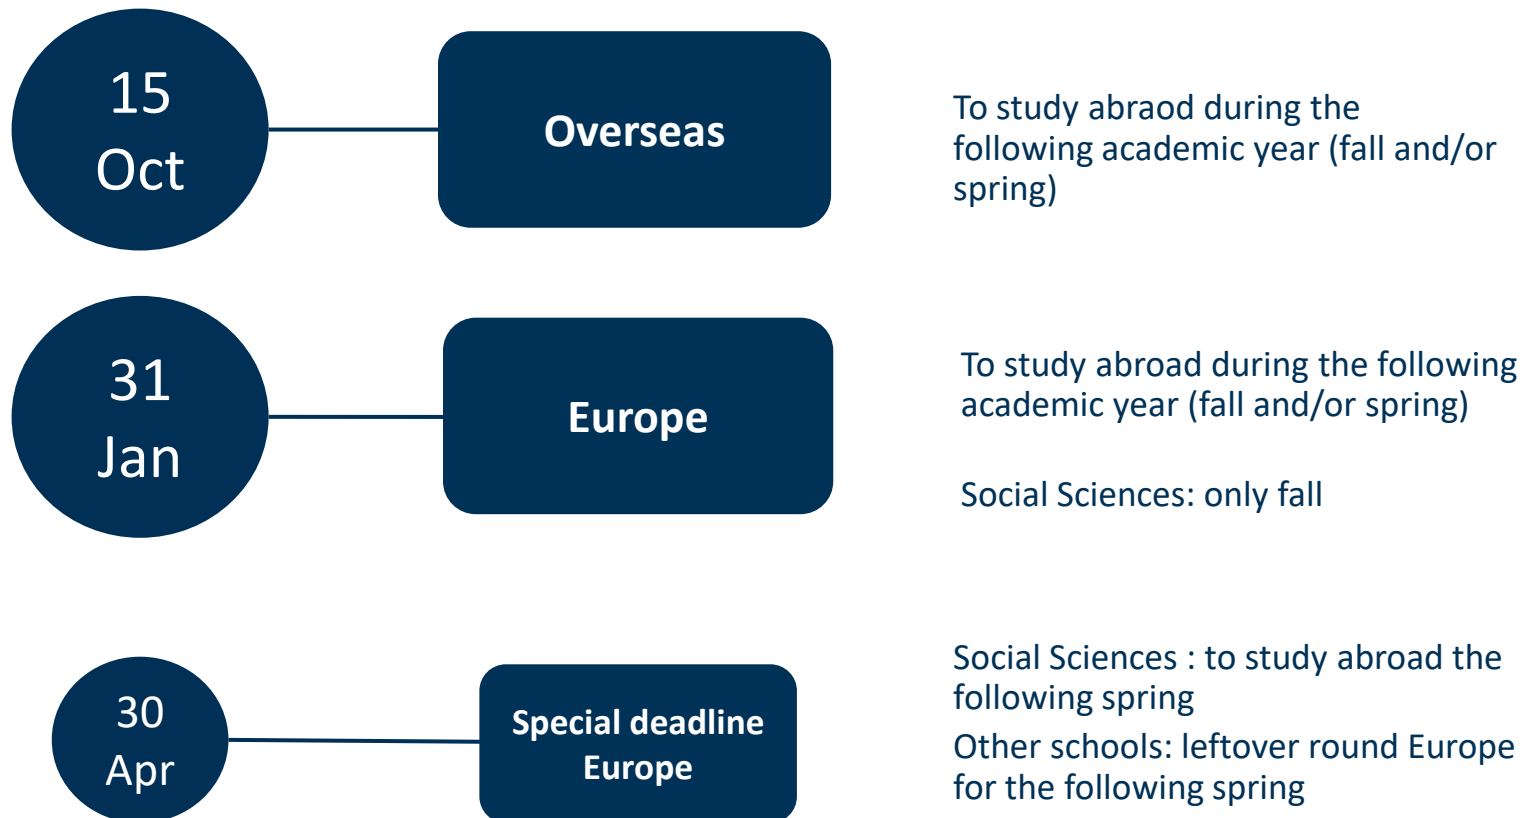 15
Oct
Overseas
To study abraod during the
following academic year (fall and/or
spring)
31
Jan
Europe
To study abroad during the following
academic year (fall and/or spring)
Social Sciences: only fall
30
Apr
Special deadline
Europe
Social Sciences : to study abroad the
following spring
Other schools: leftover round Europe
for the following spring